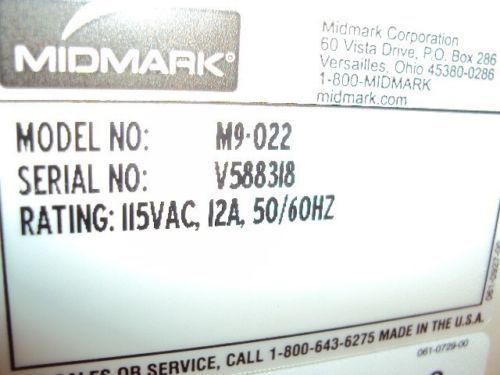 MIDMARK®
Midmark Corporation
60 Vista Drive, P.O. Box 286
Versailles, Ohio 45380-0286
1-800-MIDMARK
midmark.com
MODEL NO: M9-022
SERIAL NO: V588318
RATING: 115VAC, 12A, 50/60HZ
SALES OR SERVICE, CALL 1-800-643-6275 MADE IN THE U.S.A.
061-0729-00